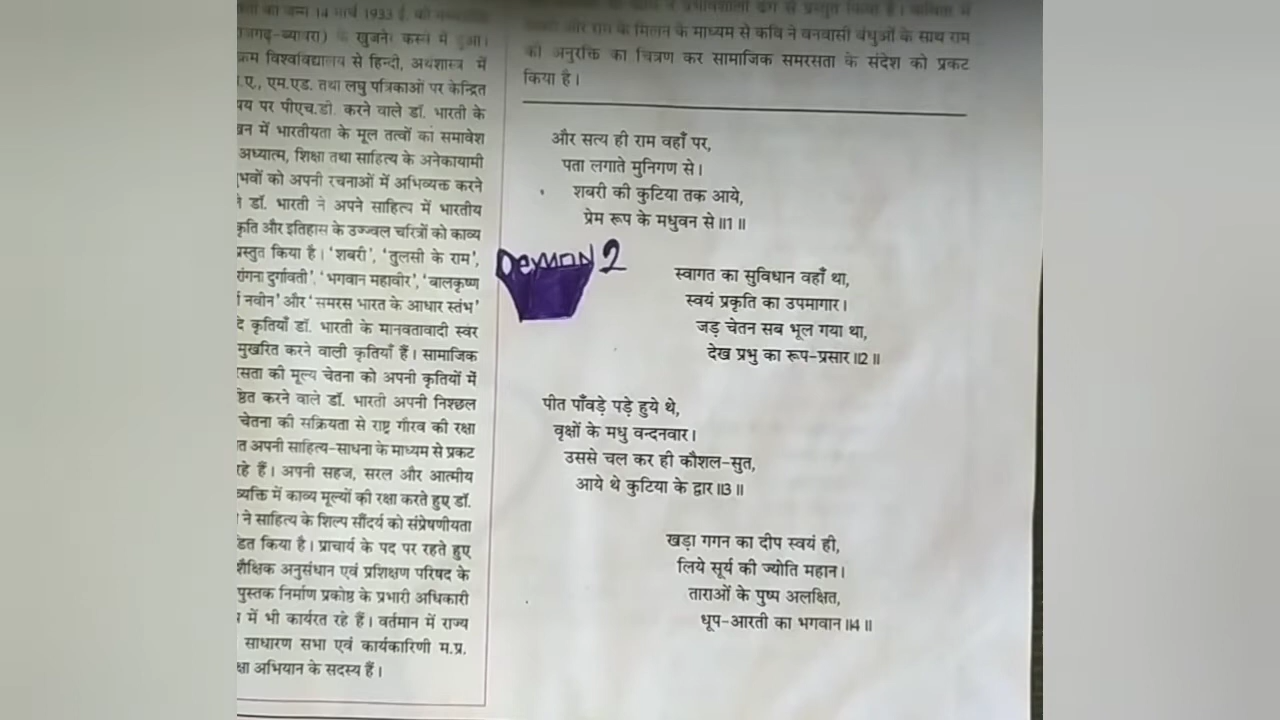 जन्म 14 मार्च 1933 ई. को
खुजनेर कस्बे में हुआ।
विश्वविद्यालय से हिन्दी, अर्थशास्त्र में
एम.एड. तथा लघु पत्रिकाओं पर केन्द्रित
पर पीएच.डी. करने वाले डॉ. भारती के
में भारतीयता के मूल तत्वों का समावेश
अध्यात्म, शिक्षा तथा साहित्य के अनेकायामी
को अपनी रचनाओं में अभिव्यक्त करने
डॉ. भारती ने अपने साहित्य में भारतीय
और इतिहास के उज्ज्वल चरित्रों को काव्य
किया है। 'शबरी', 'तुलसी के राम',
दुर्गावती', 'भगवान महावीर', 'बालकृष्ण
नवीन' और 'समरस भारत के आधार स्तंभ'
कृतियाँ डॉ. भारती के मानवतावादी स्वर
मुखरित करने वाली कृतियाँ हैं। सामाजिक
की मूल्य चेतना को अपनी कृतियों में
करने वाले डॉ. भारती अपनी निश्छल
चेतना की सक्रियता से राष्ट्र गौरव की रक्षा
अपनी साहित्य-साधना के माध्यम से प्रकट
रहे हैं। अपनी सहज, सरल और आत्मीय
में काव्य मूल्यों की रक्षा करते हुए डॉ.
ने साहित्य के शिल्प सौंदर्य को संप्रेषणीयता
किया है। प्राचार्य के पद पर रहते हुए
शैक्षिक अनुसंधान एवं प्रशिक्षण परिषद के
पुस्तक निर्माण प्रकोष्ठ के प्रभारी अधिकारी
में भी कार्यरत रहे हैं। वर्तमान में राज्य
साधारण सभा एवं कार्यकारिणी म.प्र.
अभियान के सदस्य हैं।
प्रस्तुत किया है। कविता में
और राम के मिलन के माध्यम से कवि ने वनवासी बंधुओं के साथ राम
की अनुरक्ति का चित्रण कर सामाजिक समरसता के संदेश को प्रकट
किया है।
और सत्य ही राम वहाँ पर,
पता लगाते मुनिगण से।
शबरी की कुटिया तक आये,
प्रेम रूप के मधुवन से॥1॥
DEMON 2
स्वागत का सुविधान वहाँ था,
स्वयं प्रकृति का उपमागार।
जड़ चेतन सब भूल गया था,
देख प्रभु का रूप-प्रसार॥2॥
पीत पाँवड़े पड़े हुये थे,
वृक्षों के मधु वन्दनवार।
उससे चल कर ही कौशल-सुत,
आये थे कुटिया के द्वार॥3॥
खड़ा गगन का दीप स्वयं ही,
लिये सूर्य की ज्योति महान।
ताराओं के पुष्प अलक्षित,
धूप-आरती का भगवान॥4॥